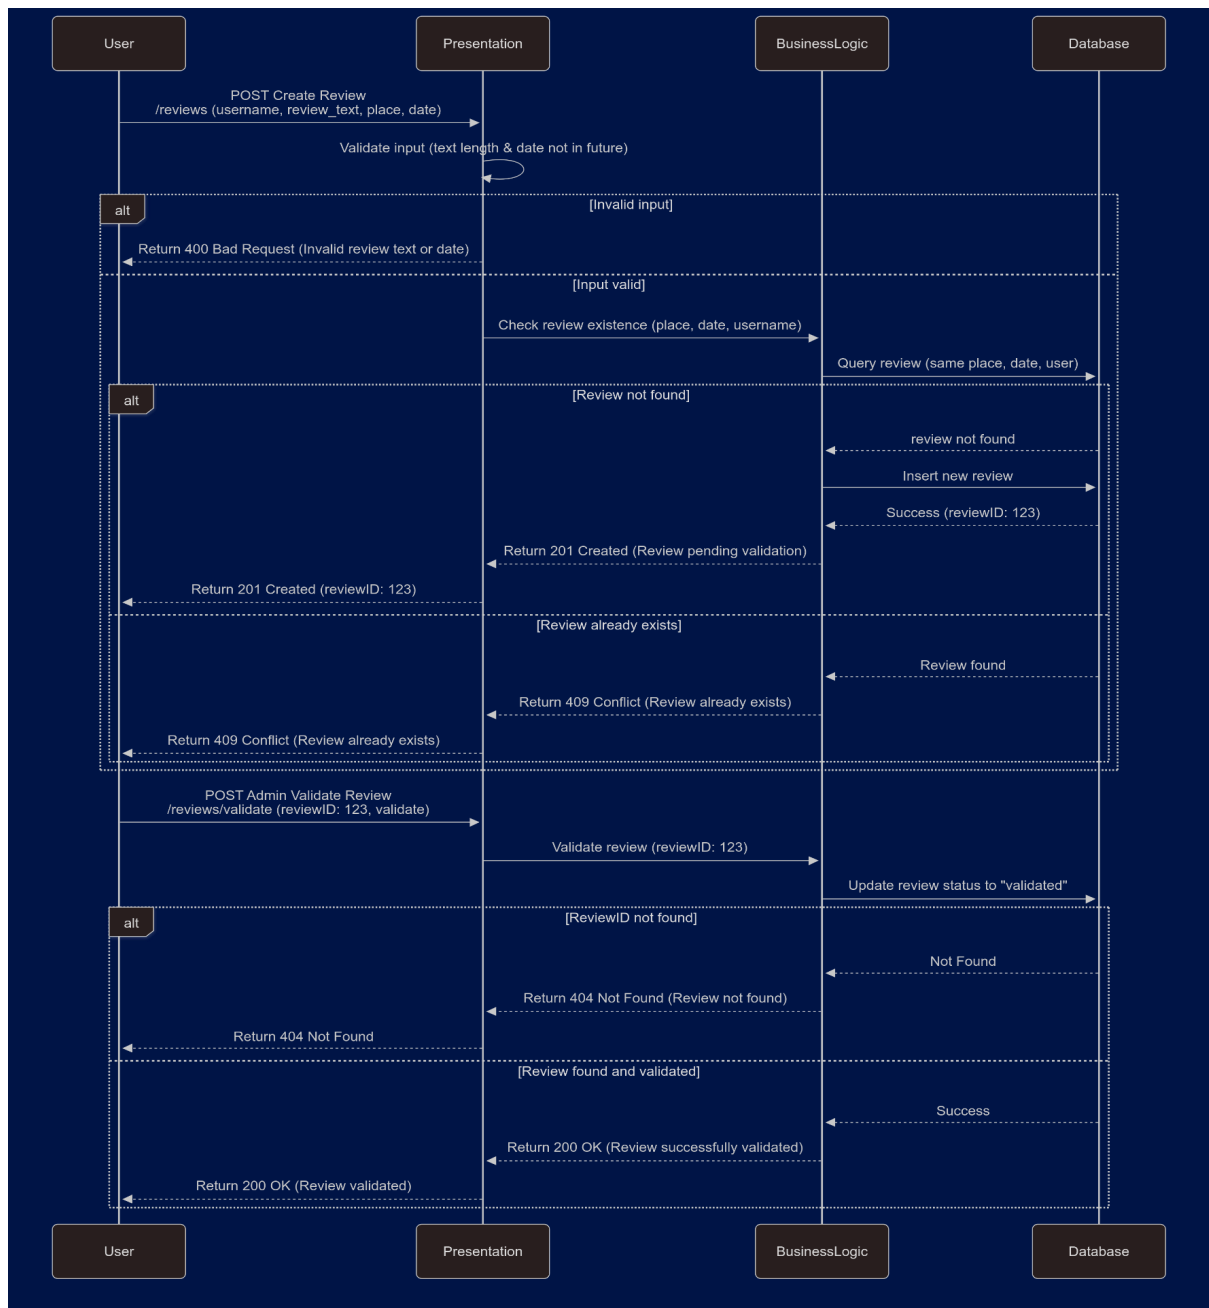 User
Presentation
BusinessLogic
Database
POST Create Review
/reviews (username, review_text, place, date)
Validate input (text length & date not in future)
alt
[Invalid input]
Return 400 Bad Request (Invalid review text or date)
[Input valid]
Check review existence (place, date, username)
Query review (same place, date, user)
alt
[Review not found]
review not found
Insert new review
Success (reviewID: 123)
Return 201 Created (Review pending validation)
Return 201 Created (reviewID: 123)
[Review already exists]
Review found
Return 409 Conflict (Review already exists)
Return 409 Conflict (Review already exists)
POST Admin Validate Review
/reviews/validate (reviewID: 123, validate)
Validate review (reviewID: 123)
Update review status to "validated"
alt
[ReviewID not found]
Not Found
Return 404 Not Found (Review not found)
Return 404 Not Found
[Review found and validated]
Success
Return 200 OK (Review successfully validated)
Return 200 OK (Review validated)
User
Presentation
BusinessLogic
Database